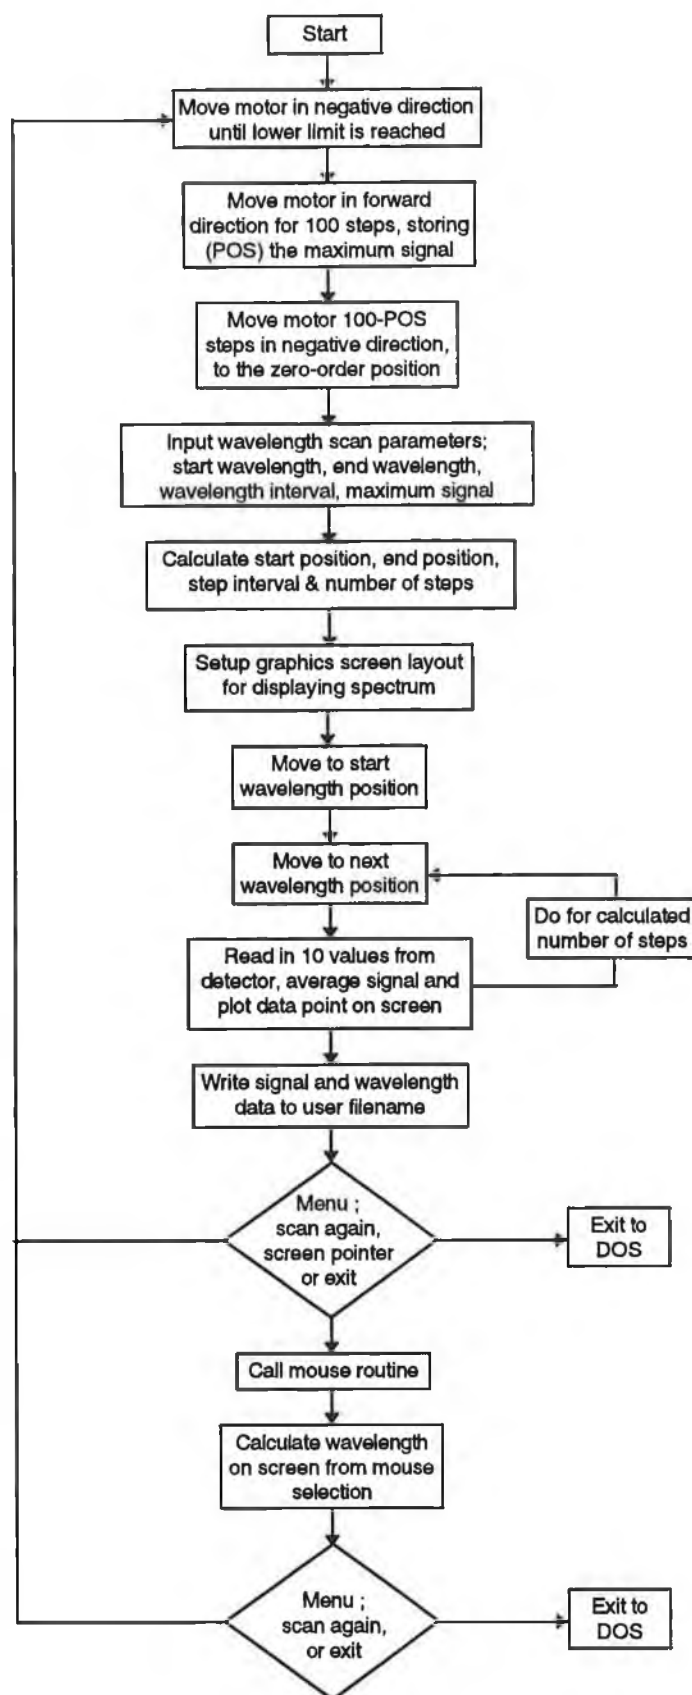 Start
Move motor in negative direction
until lower limit is reached
Move motor in forward
direction for 100 steps, storing
(POS) the maximum signal
Move motor 100-POS
steps in negative direction,
to the zero-order position
Input wavelength scan parameters;
start wavelength, end wavelength,
wavelength interval, maximum signal
Calculate start position, end position,
step interval & number of steps
Setup graphics screen layout
for displaying spectrum
Move to start
wavelength position
Move to next
wavelength position
Do for calculated
number of steps
Read in 10 values from
detector, average signal and
plot data point on screen
Write signal and wavelength
data to user filename
Menu ;
scan again,
screen pointer
or exit
Exit to
DOS
Call mouse routine
Calculate wavelength
on screen from mouse
selection
Menu ;
scan again,
or exit
Exit to
DOS